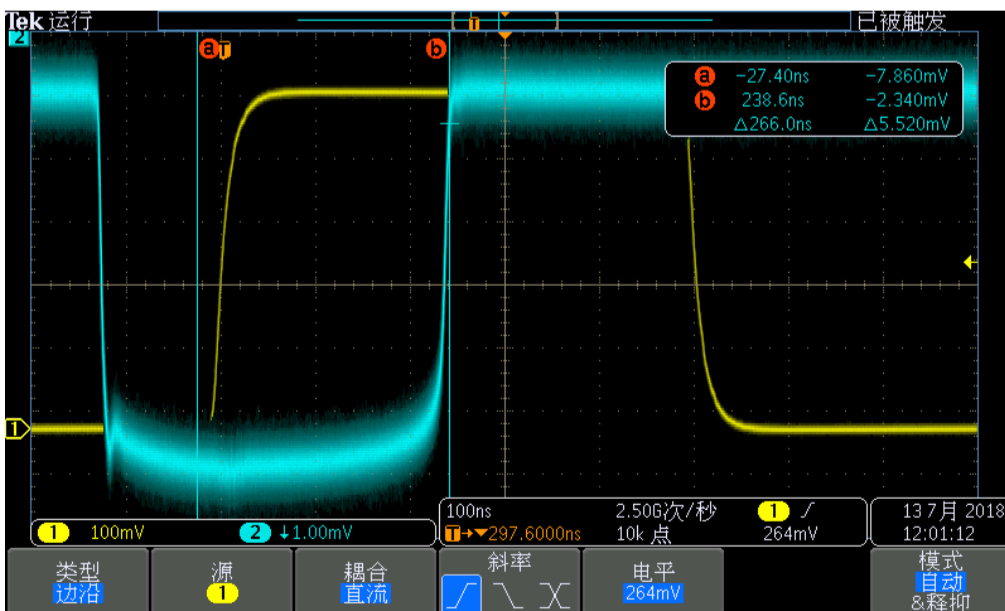 Tek 运行 T 已被触发
2
a T b
a -27.40ns -7.860mV
b 238.6ns -2.340mV
△266.0ns △5.520mV
1
1 100mV 2 ↓1.00mV
100ns 2.50G次/秒 1 264mV
T→▼297.6000ns 10k 点
13 7月 2018
12:01:12
类型 边沿
源 1
耦合 直流
斜率
电平 264mV
模式 自动 &释抑